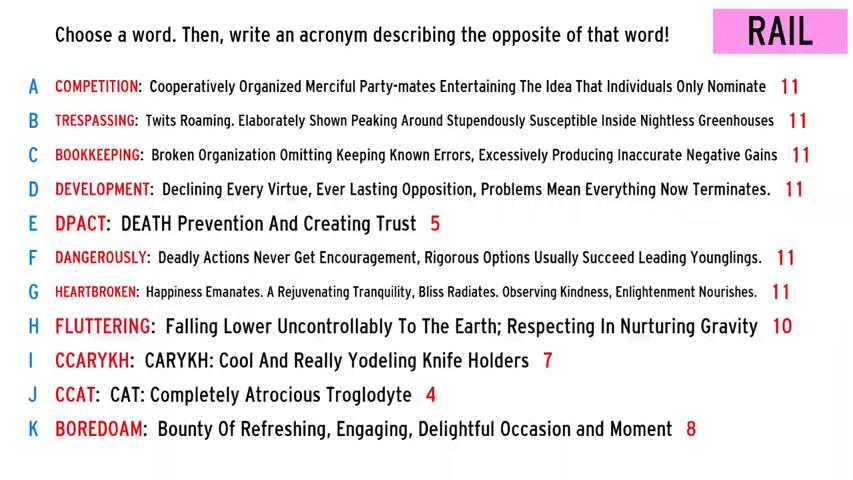 Choose a word. Then, write an acronym describing the opposite of that word!
RAIL
A COMPETITION: Cooperatively Organized Merciful Party-mates Entertaining The Idea That Individuals Only Nominate 11
B TRESPASSING: Twits Roaming. Elaborately Shown Peaking Around Stupendously Susceptible Inside Nightless Greenhouses 11
C BOOKKEEPING: Broken Organization Omitting Keeping Known Errors, Excessively Producing Inaccurate Negative Gains 11
D DEVELOPMENT: Declining Every Virtue, Ever Lasting Opposition, Problems Mean Everything Now Terminates. 11
E DPACT: DEATH Prevention And Creating Trust 5
F DANGEROUSLY: Deadly Actions Never Get Encouragement, Rigorous Options Usually Succeed Leading Younglings. 11
G HEARTBROKEN: Happiness Emanates. A Rejuvenating Tranquility, Bliss Radiates. Observing Kindness, Enlightenment Nourishes. 11
H FLUTTERING: Falling Lower Uncontrollably To The Earth; Respecting In Nurturing Gravity 10
I CCARYKH: CARYKH: Cool And Really Yodeling Knife Holders 7
J CCAT: CAT: Completely Atrocious Troglodyte 4
K BOREDOAM: Bounty Of Refreshing, Engaging, Delightful Occasion and Moment 8